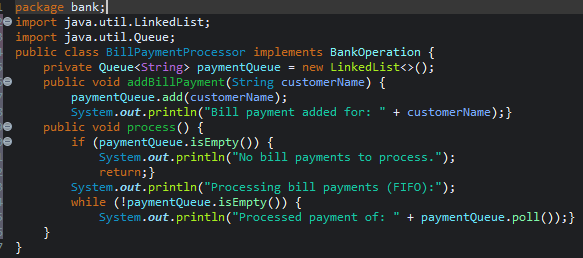 package bank;
import java.util.LinkedList;
import java.util.Queue;
public class BillPaymentProcessor implements BankOperation {
    private Queue<String> paymentQueue = new LinkedList<>();
    public void addBillPayment(String customerName) {
        paymentQueue.add(customerName);
        System.out.println("Bill payment added for: " + customerName);}
    public void process() {
        if (paymentQueue.isEmpty()) {
            System.out.println("No bill payments to process.");
            return;}
        System.out.println("Processing bill payments (FIFO):");
        while (!paymentQueue.isEmpty()) {
            System.out.println("Processed payment of: " + paymentQueue.poll());}
    }
}